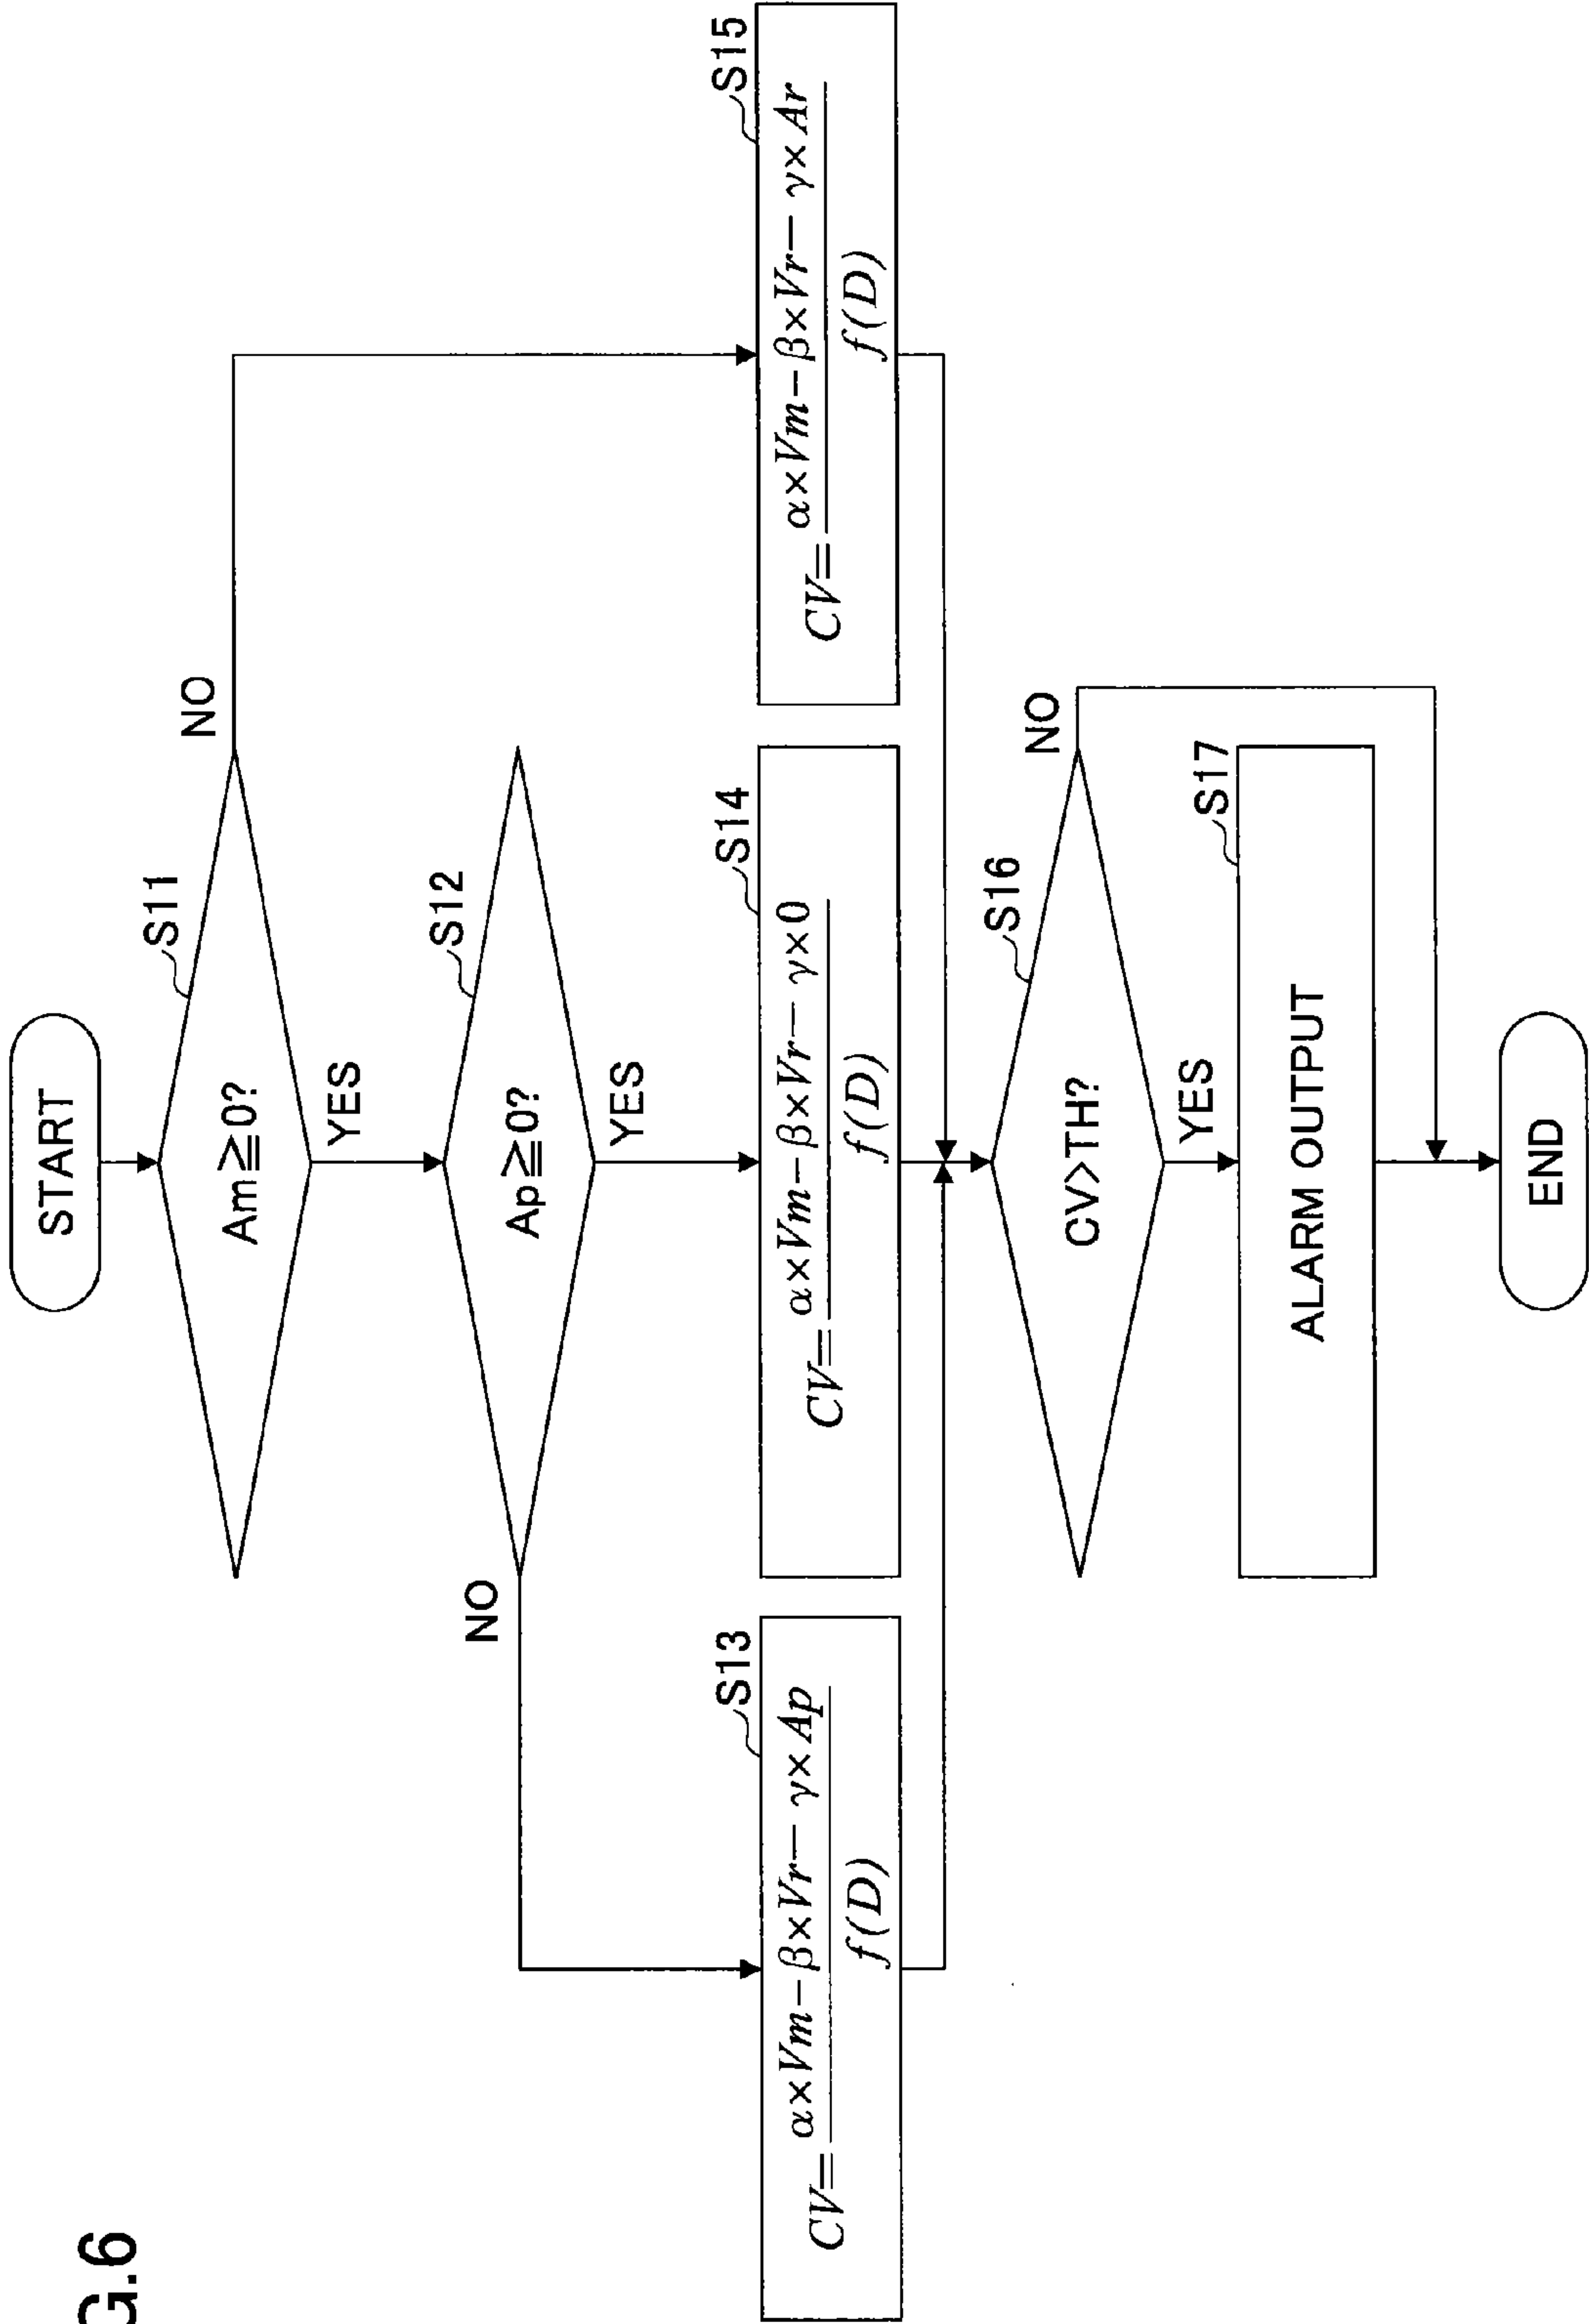 G.6
START
S11
Am≧0?
NO
YES
S12
Ap≧0?
NO
YES
S13
CV=α×Vm−β×Vr−γ×Ap
f(D)
S14
CV=α×Vm−β×Vr−γ×0
f(D)
S15
CV=α×Vm−β×Vr−γ×Ar
f(D)
S16
CV>TH?
NO
YES
S17
ALARM OUTPUT
END